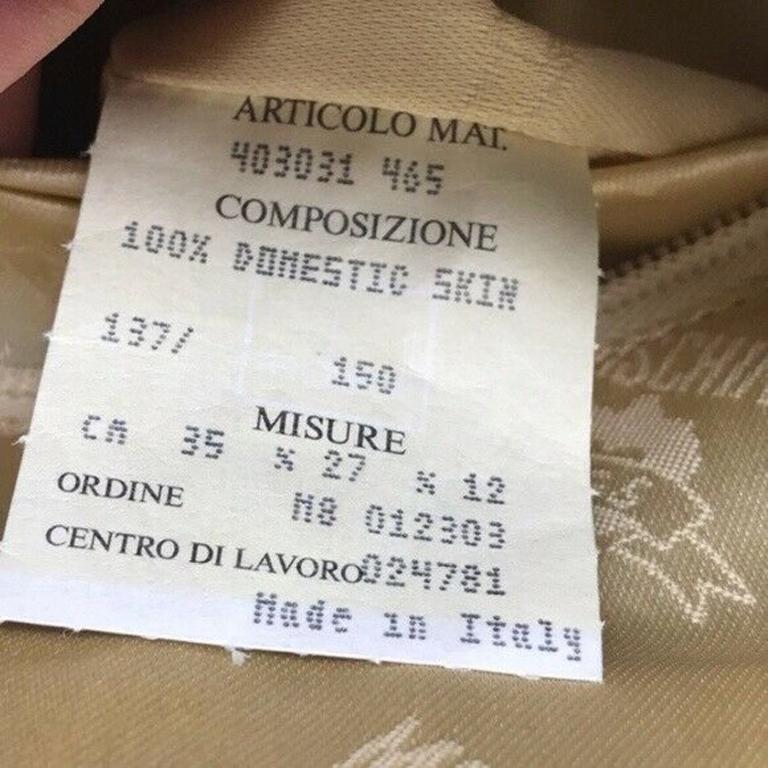 ARTICOLO MAT.
403031 465
COMPOSIZIONE
100% DOMESTIC SKIN
137/ 150
MISURE
CM 35 X 27 X 12
ORDINE M8 012303
CENTRO DI LAVORO 024781
Made in Italy